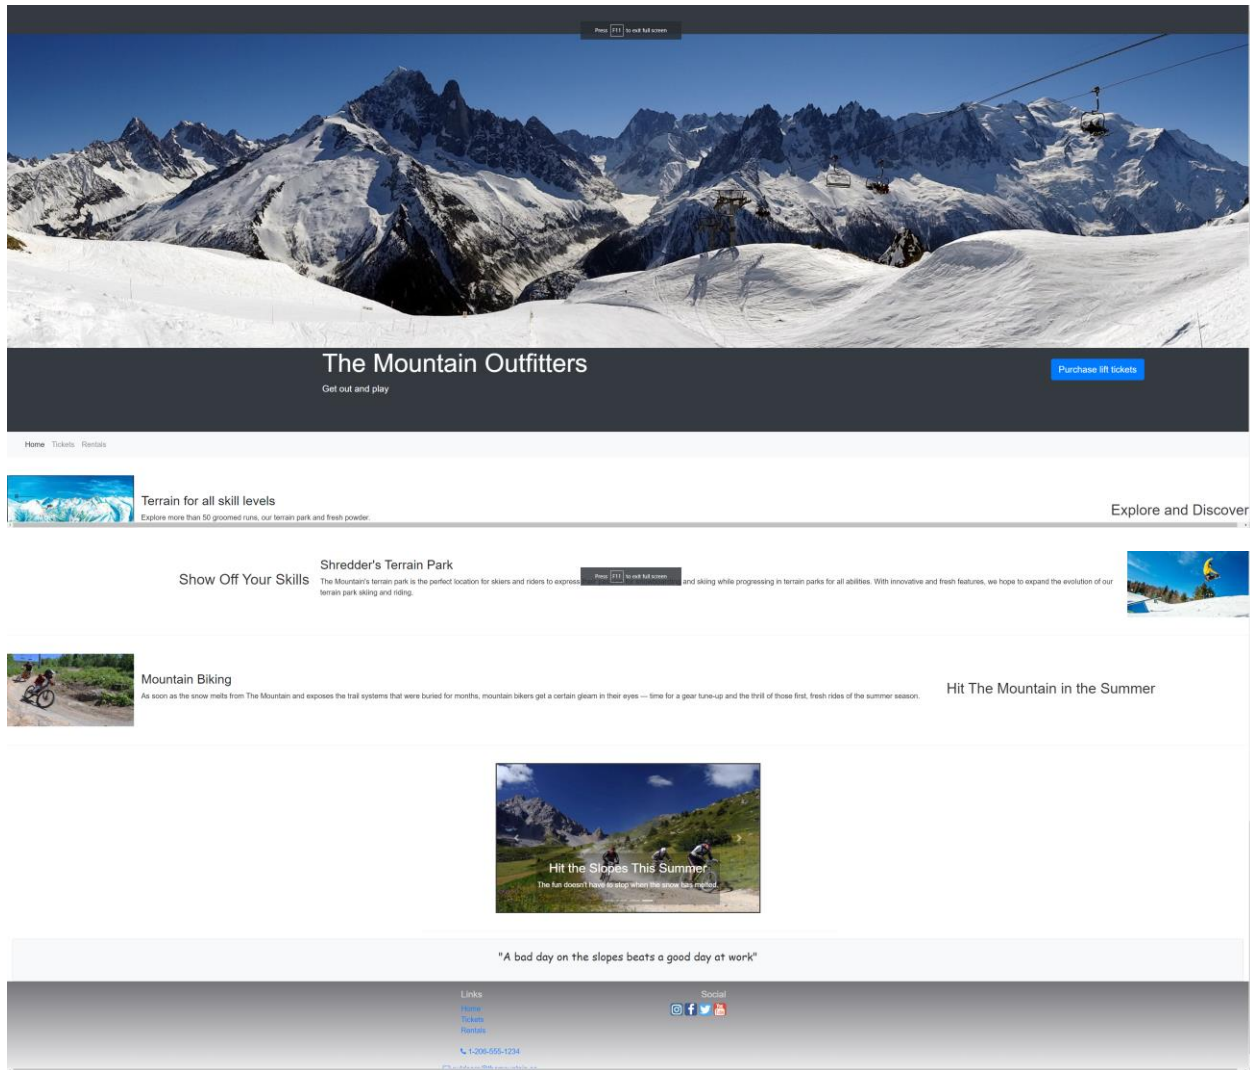 Press F11 to exit full screen
The Mountain Outfitters
Get out and play
Purchase lift tickets
Home Tickets Rentals
Terrain for all skill levels
Explore more than 50 groomed runs, our terrain park and fresh powder.
Explore and Discover
Show Off Your Skills
Shredder's Terrain Park
The Mountain's terrain park is the perfect location for skiers and riders to express
Press F11 to exit full screen
and skiing while progressing in terrain parks for all abilities. With innovative and fresh features, we hope to expand the evolution of our
terrain park skiing and riding.
Mountain Biking
As soon as the snow melts from The Mountain and exposes the trail systems that were buried for months, mountain bikers get a certain gleam in their eyes — time for a gear tune-up and the thrill of those first, fresh rides of the summer season.
Hit The Mountain in the Summer
Hit the Slopes This Summer
The fun doesn't have to stop when the snow has melted.
"A bad day on the slopes beats a good day at work"
Links
Social
Home
Tickets
Rentals
1-206-555-1234